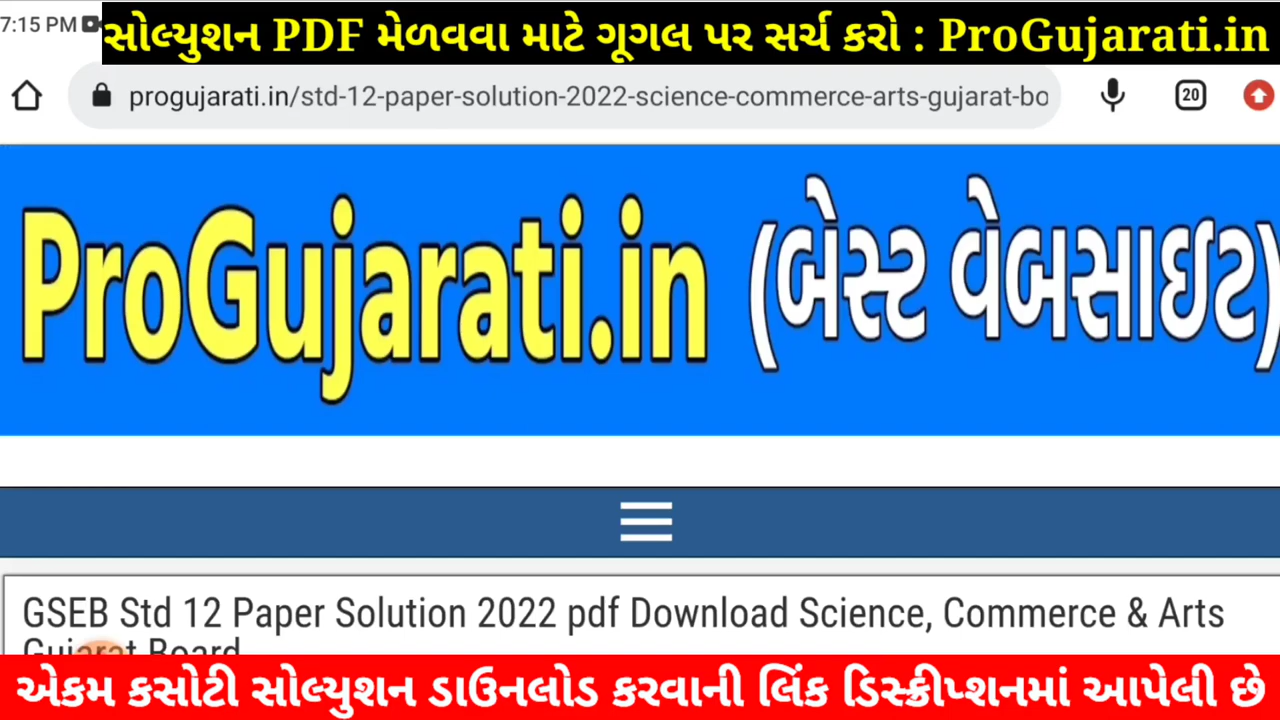 7:15 PM
સોલ્યુશન PDF મેળવવા માટે ગૂગલ પર સર્ચ કરો : ProGujarati.in
progujarati.in/std-12-paper-solution-2022-science-commerce-arts-gujarat-bo
20
ProGujarati.in (બેસ્ટ વેબસાઇટ)
GSEB Std 12 Paper Solution 2022 pdf Download Science, Commerce & Arts
Gujarat Board
એકમ કસોટી સોલ્યુશન ડાઉનલોડ કરવાની લિંક ડિસ્ક્રીપ્શનમાં આપેલી છે